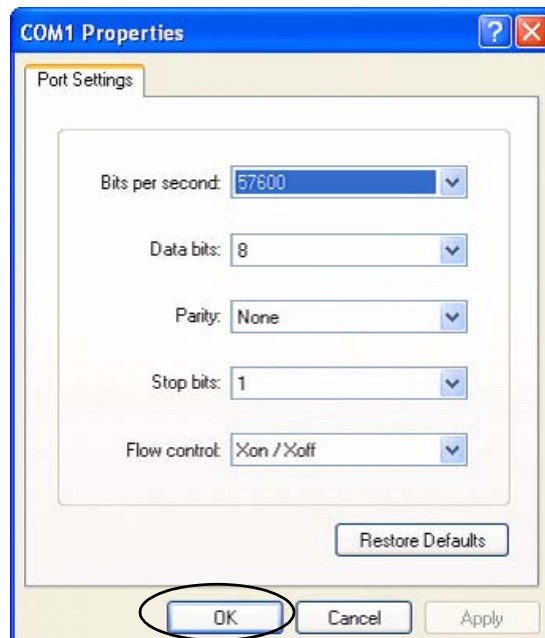 COM1 Properties
Port Settings
Bits per second: 57600
Data bits: 8
Parity: None
Stop bits: 1
Flow control: Xon / Xoff
Restore Defaults
OK Cancel Apply